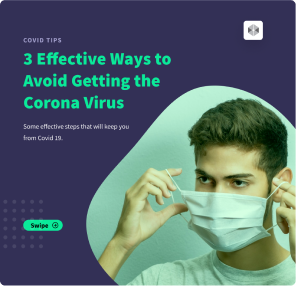 COVID TIPS
3 Effective Ways to
Avoid Getting the
Corona Virus
Some effective steps that will keep you
from Covid 19.
Swipe